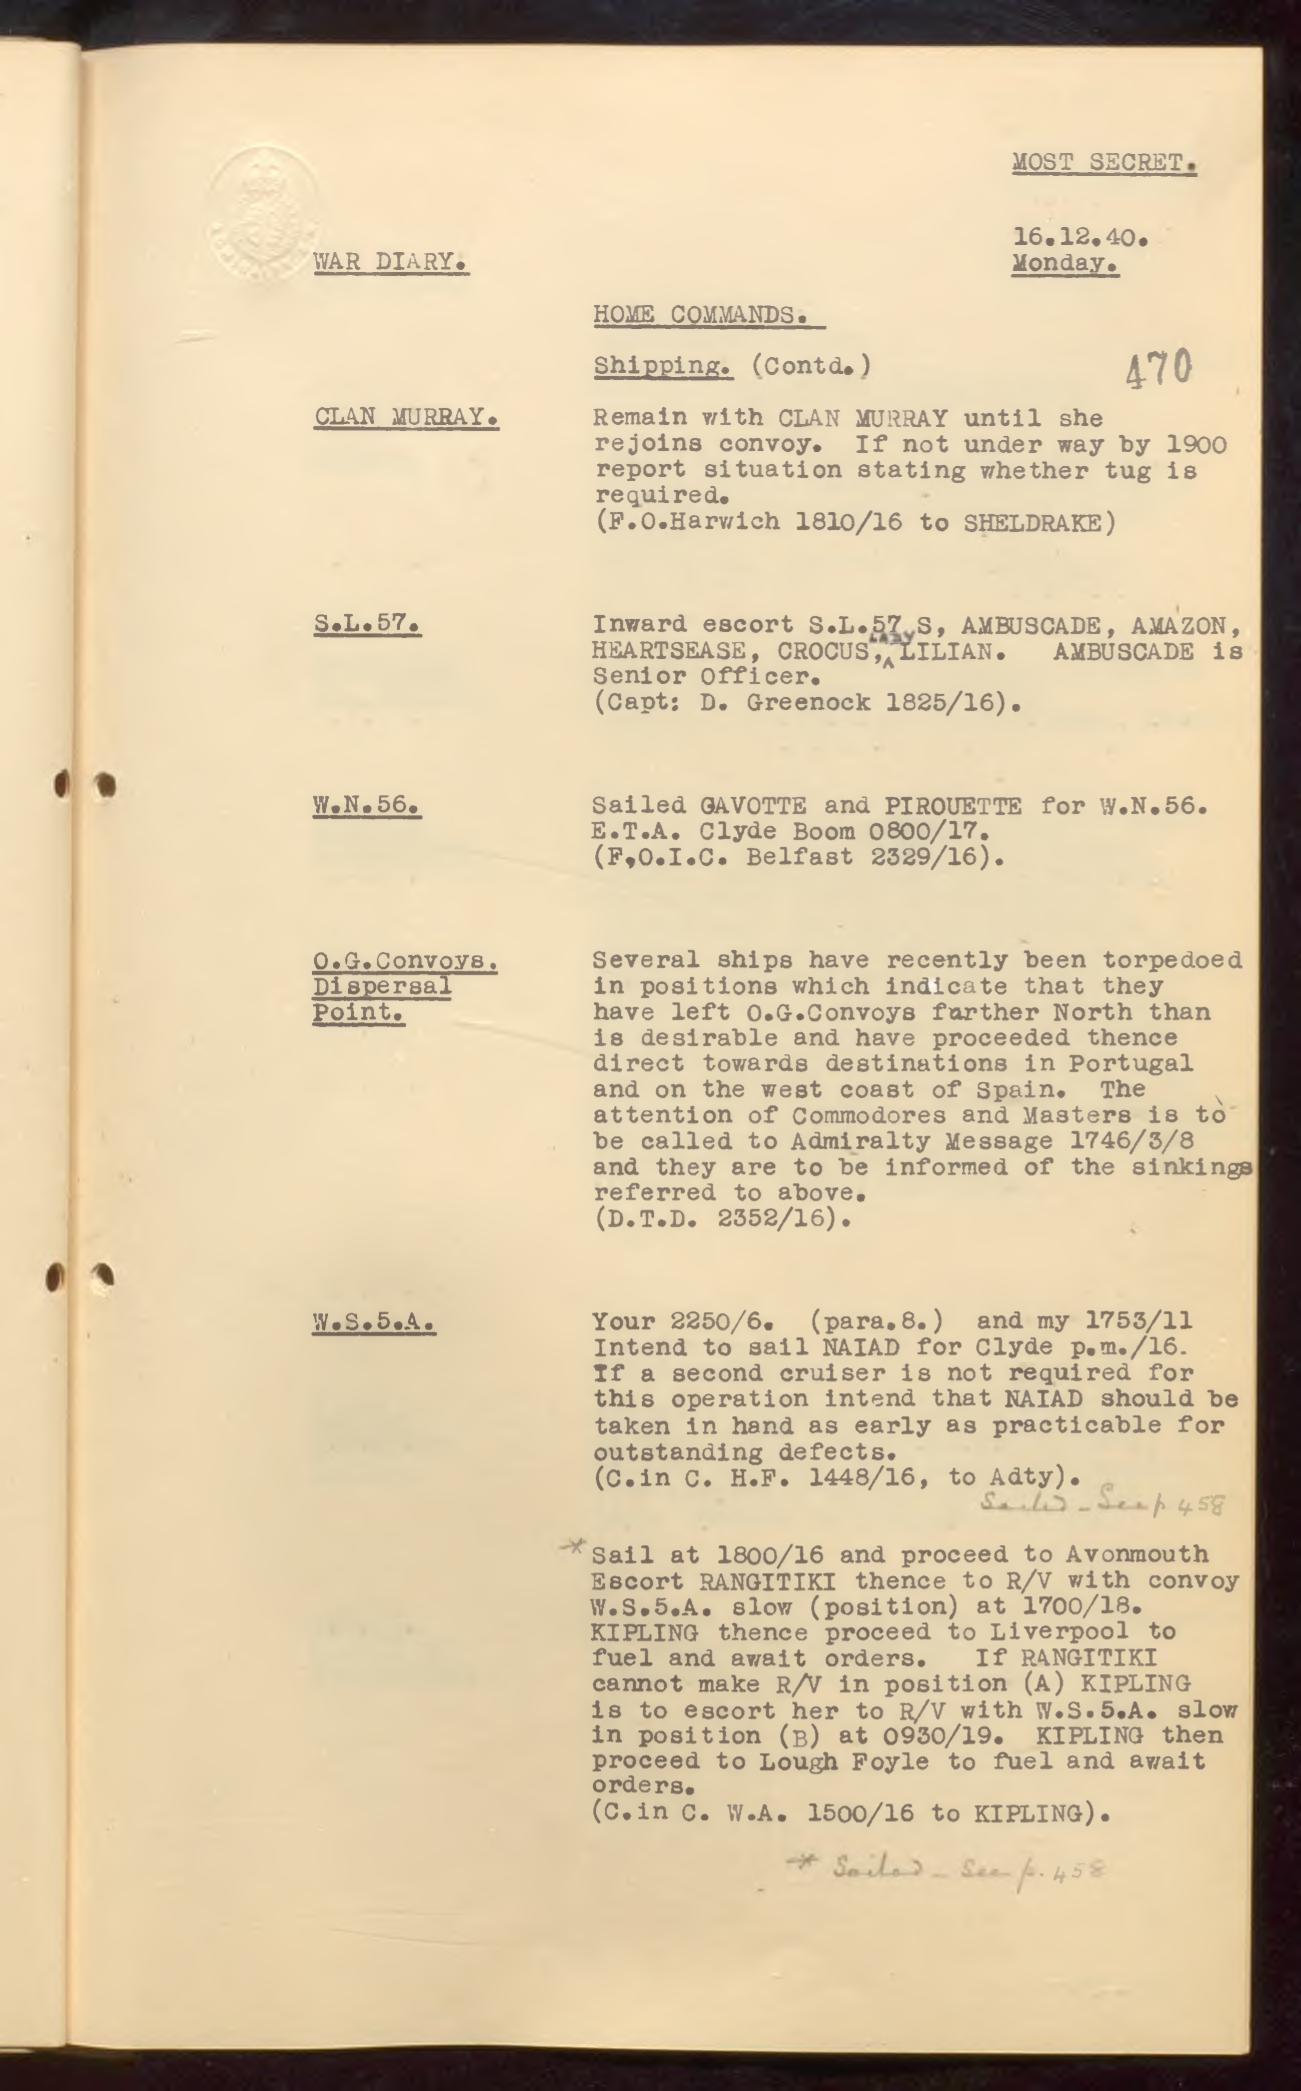 MOST SECRET.
16.12.40.
WAR DIARY.
Monday.
HOME COMMANDS.
Shipping. (Contd.)
470
CLAN MURRAY.
Remain with CLAN MURRAY until she
rejoins convoy. If not under way by 1900
report situation stating whether tug is
required.
(F.O.Harwich 1810/16 to SHELDRAKE)
S.L.57.
Inward escort S.L.57 S, AMBUSCADE, AMAZON,
LADY
HEARTSEASE, CROCUS,^ LILIAN. AMBUSCADE is
Senior Officer.
(Capt: D. Greenock 1825/16).
W.N.56.
Sailed GAVOTTE and PIROUETTE for W.N.56.
E.T.A. Clyde Boom 0800/17.
(F,O.I.C. Belfast 2329/16).
O.G.Convoys.
Dispersal
Point.
Several ships have recently been torpedoed
in positions which indicate that they
have left O.G.Convoys further North than
is desirable and have proceeded thence
direct towards destinations in Portugal
and on the west coast of Spain. The
attention of Commodores and Masters is to
be called to Admiralty Message 1746/3/8
and they are to be informed of the sinkings
referred to above.
(D.T.D. 2352/16).
W.S.5.A.
Your 2250/6. (para.8.) and my 1753/11
Intend to sail NAIAD for Clyde p.m./16.
If a second cruiser is not required for
this operation intend that NAIAD should be
taken in hand as early as practicable for
outstanding defects.
(C.in C. H.F. 1448/16, to Adty).
Sailed - See p 458
* Sail at 1800/16 and proceed to Avonmouth
Escort RANGITIKI thence to R/V with convoy
W.S.5.A. slow (position) at 1700/18.
KIPLING thence proceed to Liverpool to
fuel and await orders. If RANGITIKI
cannot make R/V in position (A) KIPLING
is to escort her to R/V with W.S.5.A. slow
in position (B) at 0930/19. KIPLING then
proceed to Lough Foyle to fuel and await
orders.
(C.in C. W.A. 1500/16 to KIPLING).
* Sailed - See p. 458